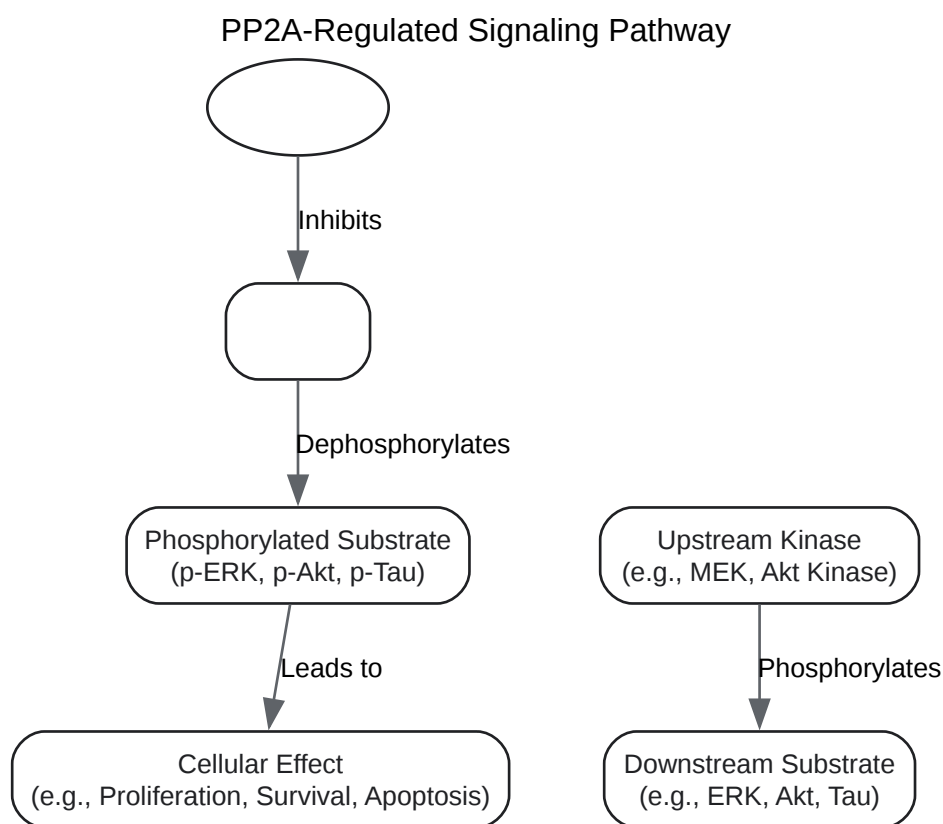 PP2A-Regulated Signaling Pathway
Inhibits
Dephosphorylates
Phosphorylated Substrate
(p-ERK, p-Akt, p-Tau)
Upstream Kinase
(e.g., MEK, Akt Kinase)
Leads to
Phosphorylates
Cellular Effect
(e.g., Proliferation, Survival, Apoptosis)
Downstream Substrate
(e.g., ERK, Akt, Tau)